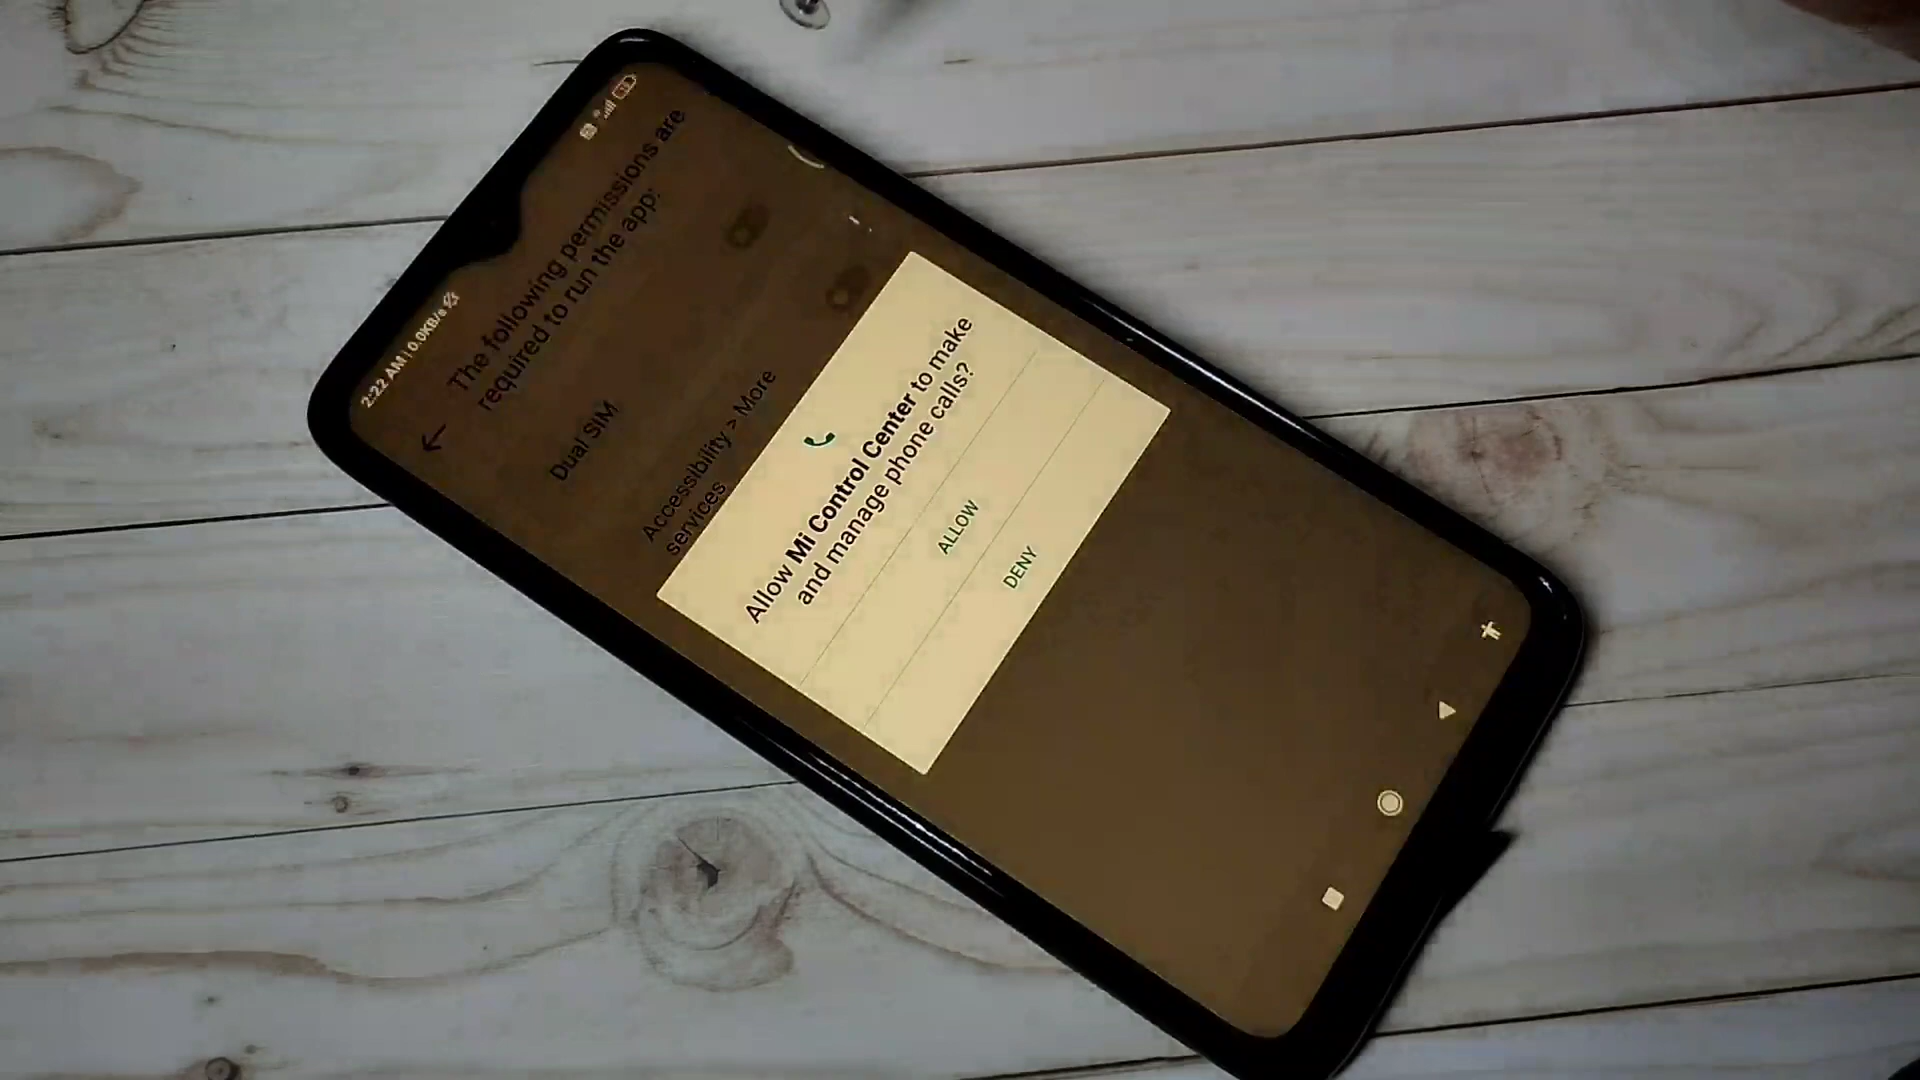 2:22 AM | 0.0KB/s
The following permissions are
required to run the app:
Dual SIM
Accessibility > More
services
Allow Mi Control Center to make
and manage phone calls?
ALLOW
DENY